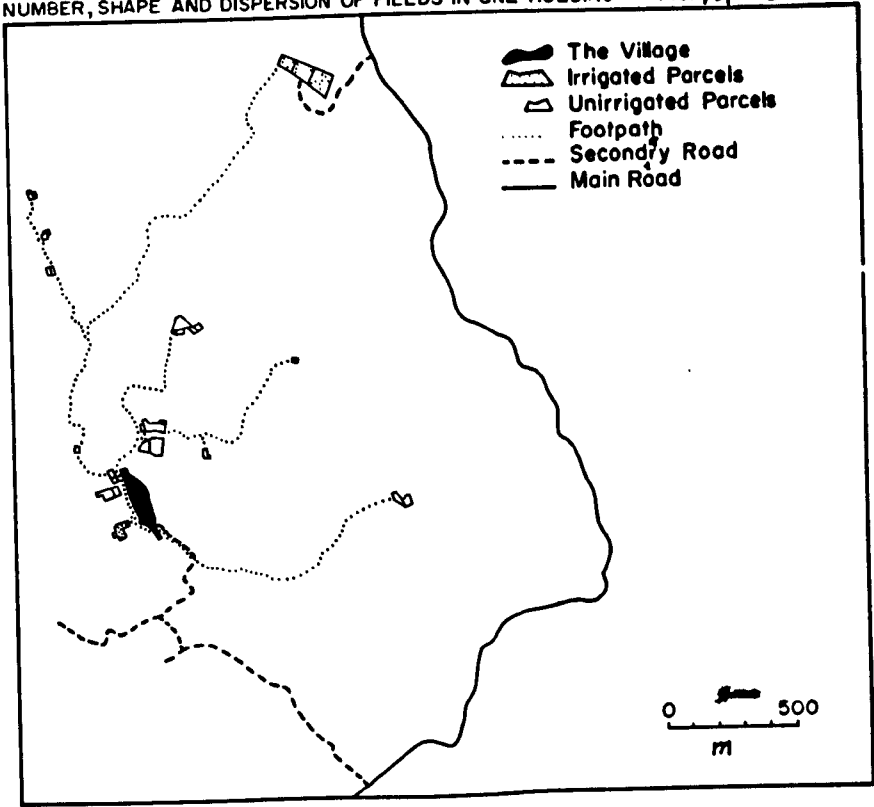 NUMBER, SHAPE AND DISPERSION OF FIELDS IN ONE
The Village
Irrigated Parcels
Unirrigated Parcels
Footpath
Secondry Road
Main Road
0 500
m